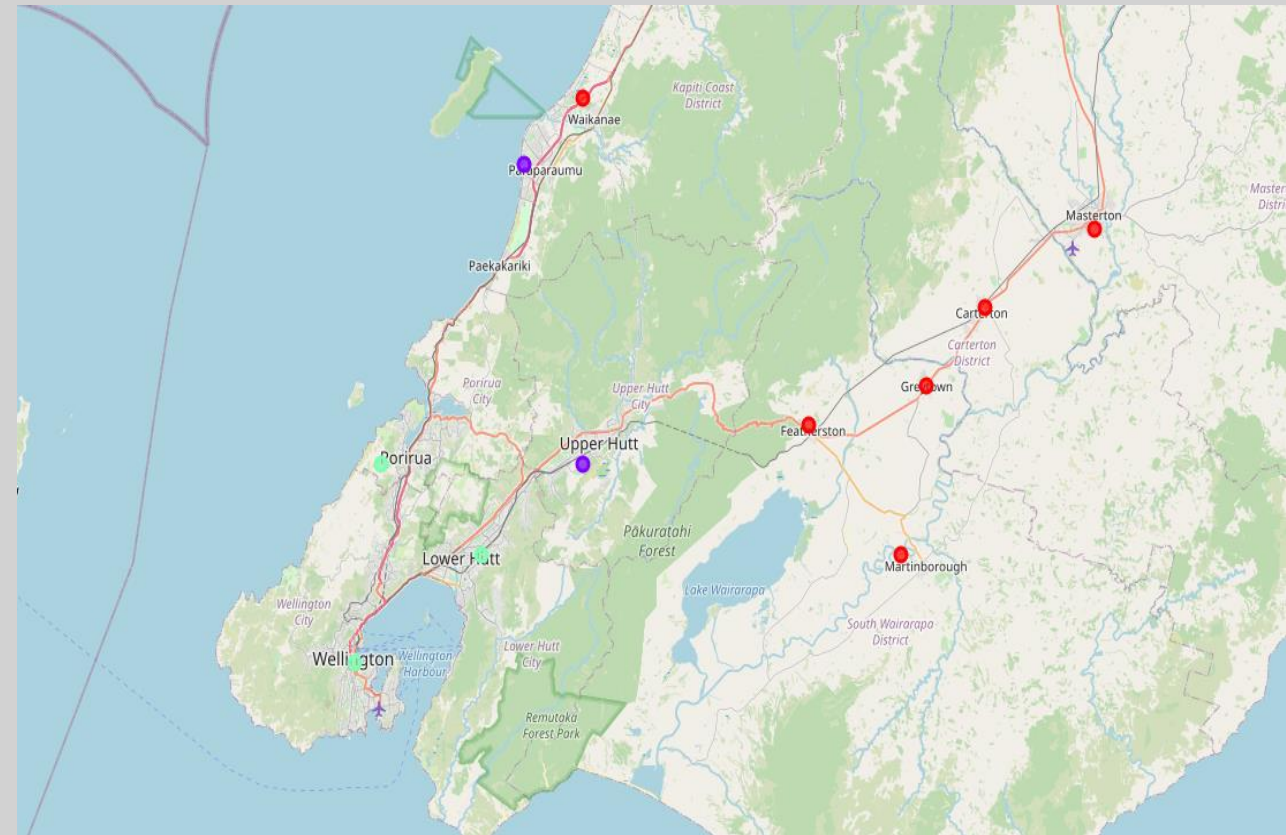 Kapiti Coast
District
Waikanae
Paraparaumu
Masterton
Paekakariki
Carterton
Carterton
District
Porirua
City
Upper Hutt
City
Greytown
Featherston
Upper Hutt
Porirua
Pākuratahi
Forest
Lower Hutt
Martinborough
Lake Wairarapa
Wellington
City
South Wairarapa
District
Lower Hutt
City
Wellington
Wellington
Harbour
Remutaka
Forest Park